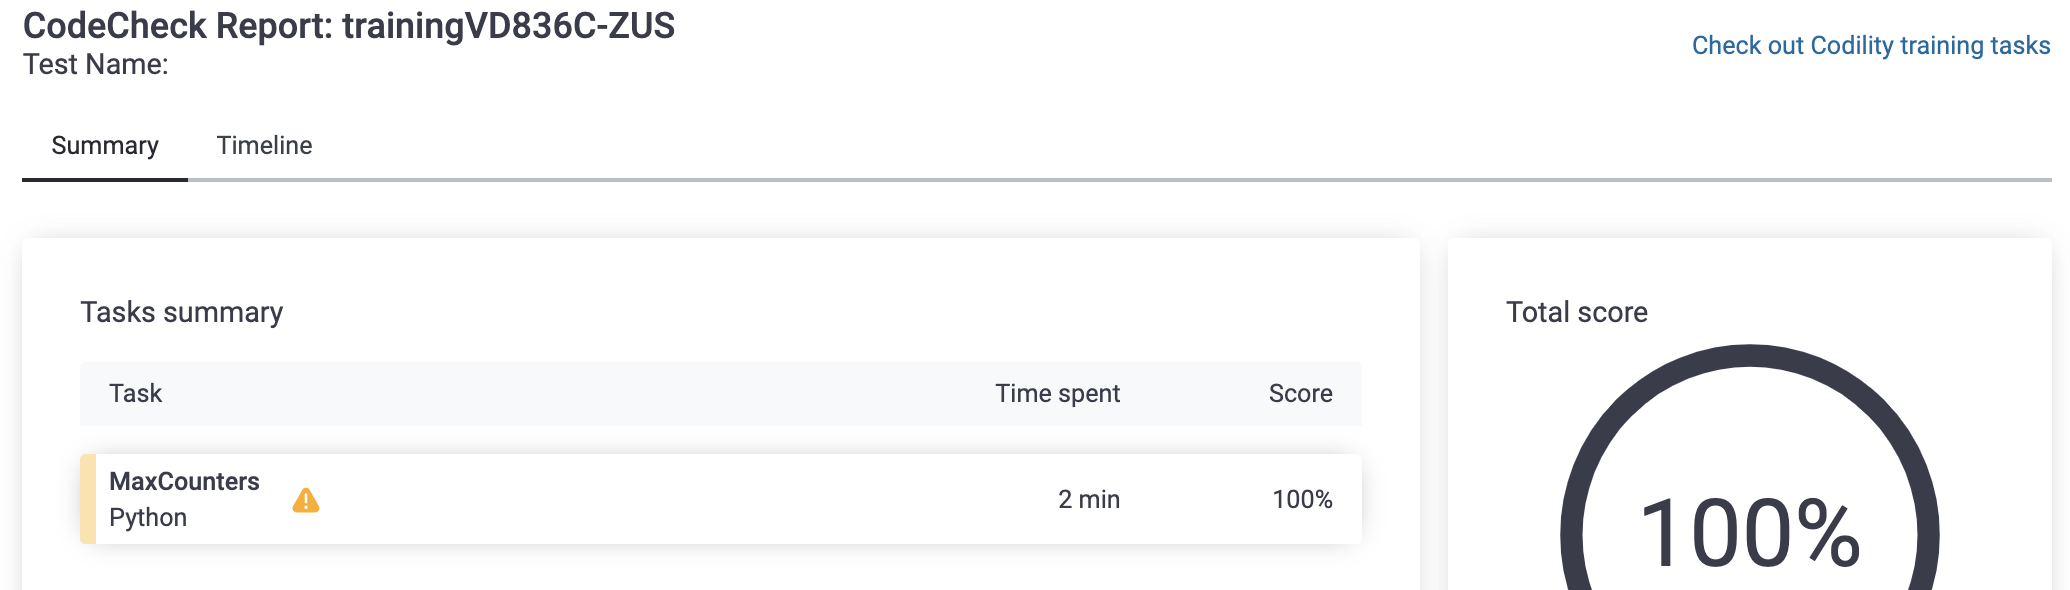 CodeCheck Report: trainingVD836C-ZUS
Test Name:
Check out Codility training tasks
Summary
Timeline
Tasks summary
Task
Time spent
Score
MaxCounters
Python
2 min
100%
Total score
100%